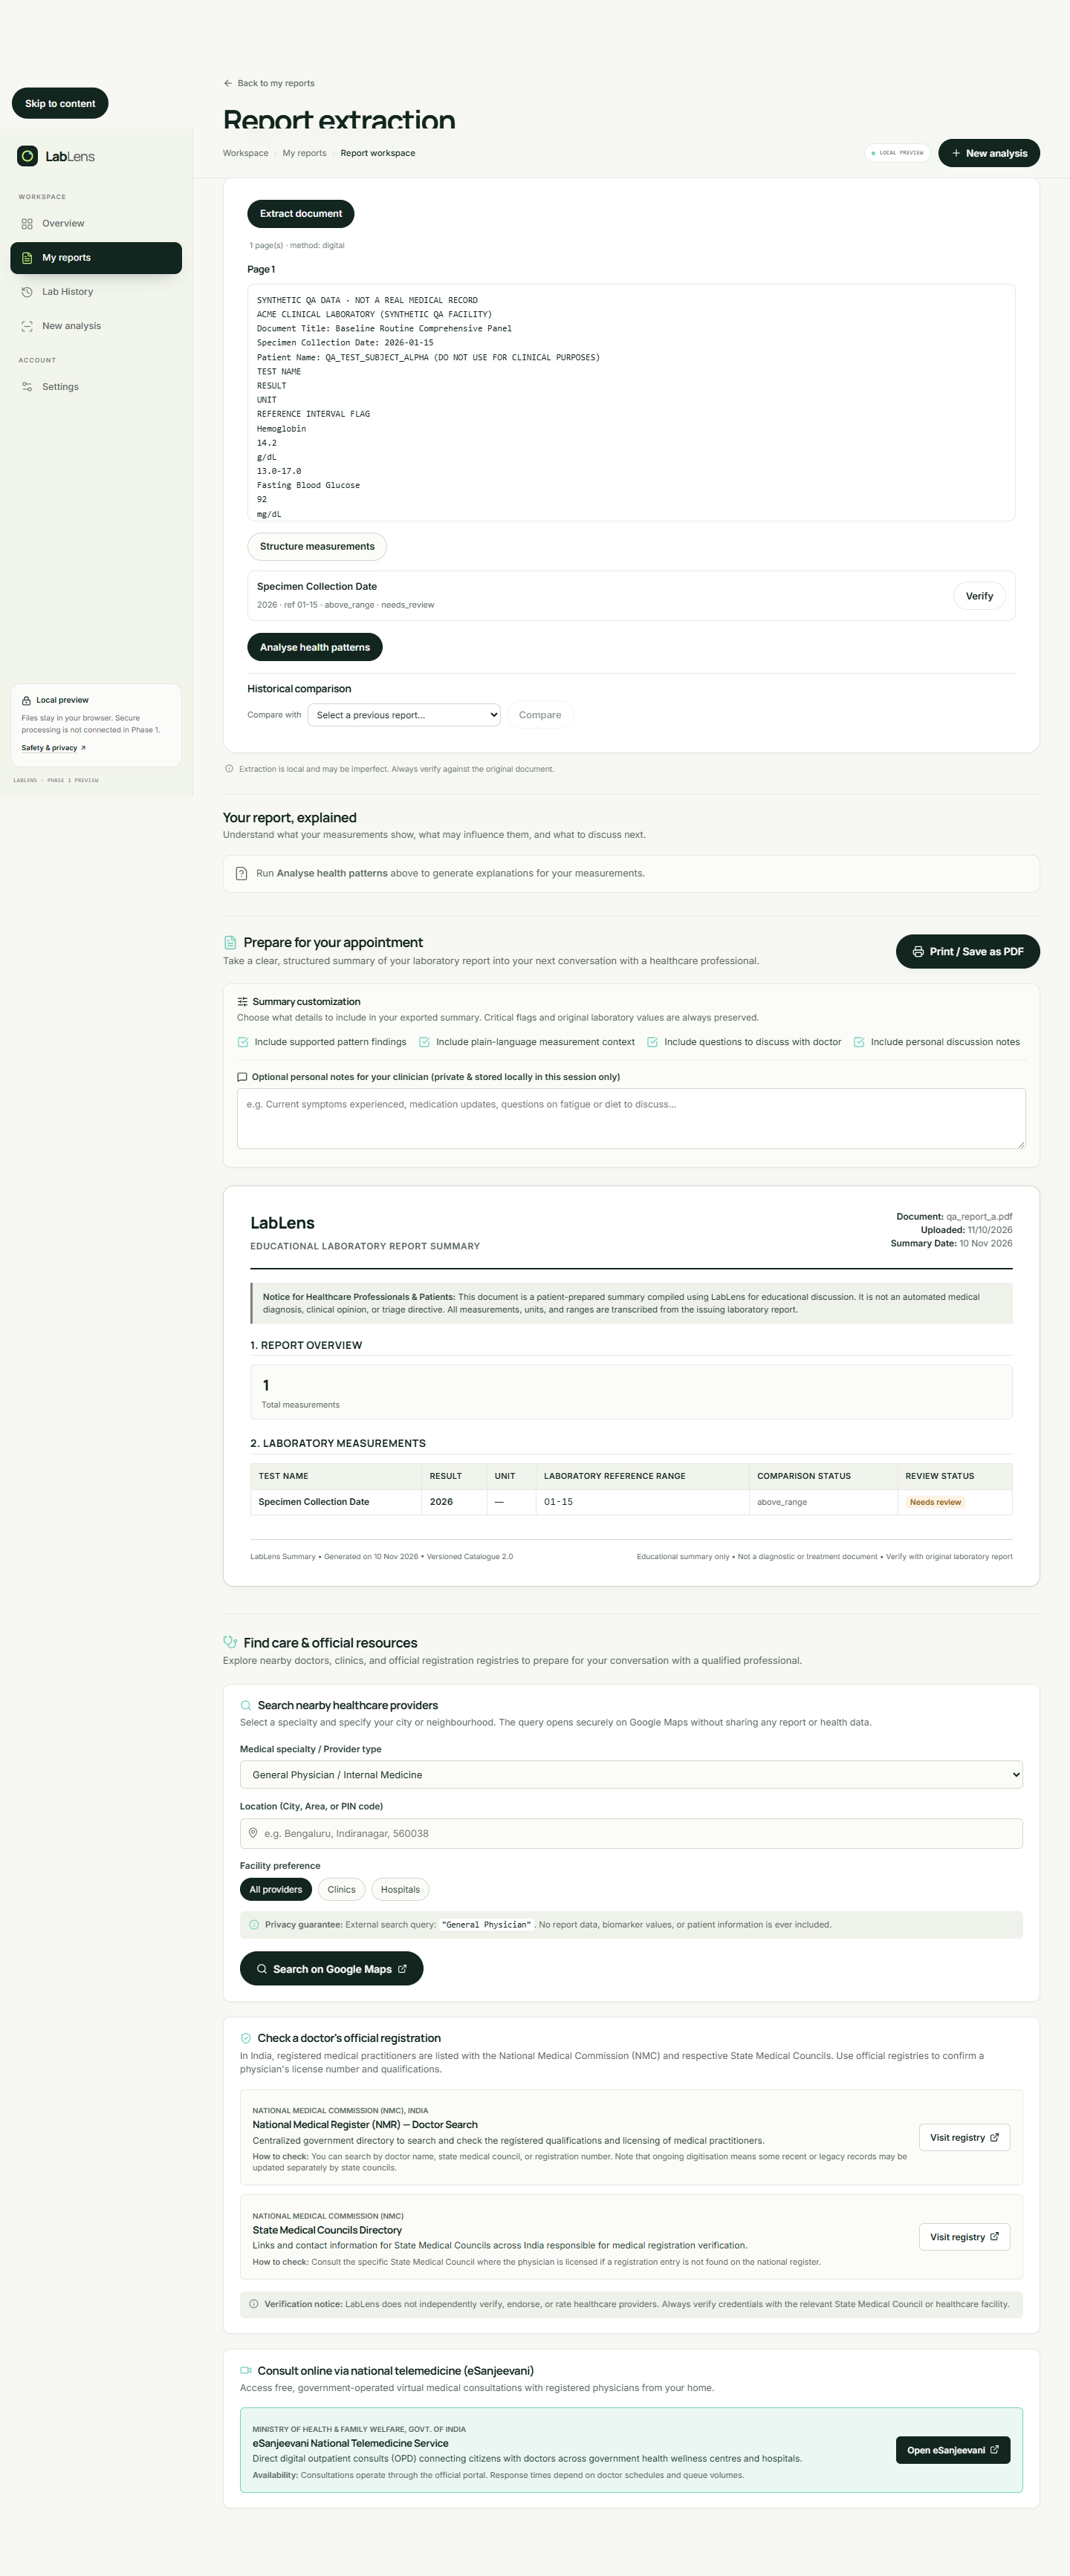 Back to my reports
Skip to content
Report extraction
LabLens
Workspace › My reports › Report workspace
LOCAL PREVIEW
+ New analysis
WORKSPACE
Overview
My reports
Lab History
New analysis
ACCOUNT
Settings
Local preview
Files stay in your browser. Secure
processing is not connected in Phase 1.
Safety & privacy
LABLENS · PHASE 1 PREVIEW
Extract document
1 page(s) · method: digital
Page 1
SYNTHETIC QA DATA · NOT A REAL MEDICAL RECORD
ACME CLINICAL LABORATORY (SYNTHETIC QA FACILITY)
Document Title: Baseline Routine Comprehensive Panel
Specimen Collection Date: 2026-01-15
Patient Name: QA_TEST_SUBJECT_ALPHA (DO NOT USE FOR CLINICAL PURPOSES)
TEST NAME
RESULT
UNIT
REFERENCE INTERVAL FLAG
Hemoglobin
14.2
g/dL
13.0-17.0
Fasting Blood Glucose
92
mg/dL
Structure measurements
Specimen Collection Date
2026 · ref 01-15 · above_range · needs_review
Verify
Analyse health patterns
Historical comparison
Compare with
Select a previous report...
Compare
Extraction is local and may be imperfect. Always verify against the original document.
Your report, explained
Understand what your measurements show, what may influence them, and what to discuss next.
Run Analyse health patterns above to generate explanations for your measurements.
Prepare for your appointment
Take a clear, structured summary of your laboratory report into your next conversation with a healthcare professional.
Print / Save as PDF
Summary customization
Choose what details to include in your exported summary. Critical flags and original laboratory values are always preserved.
Include supported pattern findings
Include plain-language measurement context
Include questions to discuss with doctor
Include personal discussion notes
Optional personal notes for your clinician (private & stored locally in this session only)
e.g. Current symptoms experienced, medication updates, questions on fatigue or diet to discuss...
LabLens
EDUCATIONAL LABORATORY REPORT SUMMARY
Document: qa_report_a.pdf
Uploaded: 11/10/2026
Summary Date: 10 Nov 2026
Notice for Healthcare Professionals & Patients: This document is a patient-prepared summary compiled using LabLens for educational discussion. It is not an automated medical
diagnosis, clinical opinion, or triage directive. All measurements, units, and ranges are transcribed from the issuing laboratory report.
1. REPORT OVERVIEW
1
Total measurements
2. LABORATORY MEASUREMENTS
TEST NAME RESULT UNIT LABORATORY REFERENCE RANGE COMPARISON STATUS REVIEW STATUS
Specimen Collection Date 2026 — 01-15 above_range Needs review
LabLens Summary • Generated on 10 Nov 2026 • Versioned Catalogue 2.0
Educational summary only • Not a diagnostic or treatment document • Verify with original laboratory report
Find care & official resources
Explore nearby doctors, clinics, and official registration registries to prepare for your conversation with a qualified professional.
Search nearby healthcare providers
Select a specialty and specify your city or neighbourhood. The query opens securely on Google Maps without sharing any report or health data.
Medical specialty / Provider type
General Physician / Internal Medicine
Location (City, Area, or PIN code)
e.g. Bengaluru, Indiranagar, 560038
Facility preference
All providers
Clinics
Hospitals
Privacy guarantee: External search query: "General Physician". No report data, biomarker values, or patient information is ever included.
Search on Google Maps
Check a doctor's official registration
In India, registered medical practitioners are listed with the National Medical Commission (NMC) and respective State Medical Councils. Use official registries to confirm a
physician's license number and qualifications.
NATIONAL MEDICAL COMMISSION (NMC), INDIA
National Medical Register (NMR) — Doctor Search
Centralized government directory to search and check the registered qualifications and licensing of medical practitioners.
How to check: You can search by doctor name, state medical council, or registration number. Note that ongoing digitisation means some recent or legacy records may be
updated separately by state councils.
Visit registry
NATIONAL MEDICAL COMMISSION (NMC)
State Medical Councils Directory
Links and contact information for State Medical Councils across India responsible for medical registration verification.
How to check: Consult the specific State Medical Council where the physician is licensed if a registration entry is not found on the national register.
Visit registry
Verification notice: LabLens does not independently verify, endorse, or rate healthcare providers. Always verify credentials with the relevant State Medical Council or healthcare facility.
Consult online via national telemedicine (eSanjeevani)
Access free, government-operated virtual medical consultations with registered physicians from your home.
MINISTRY OF HEALTH & FAMILY WELFARE, GOVT. OF INDIA
eSanjeevani National Telemedicine Service
Direct digital outpatient consults (OPD) connecting citizens with doctors across government health wellness centres and hospitals.
Availability: Consultations operate through the official portal. Response times depend on doctor schedules and queue volumes.
Open eSanjeevani